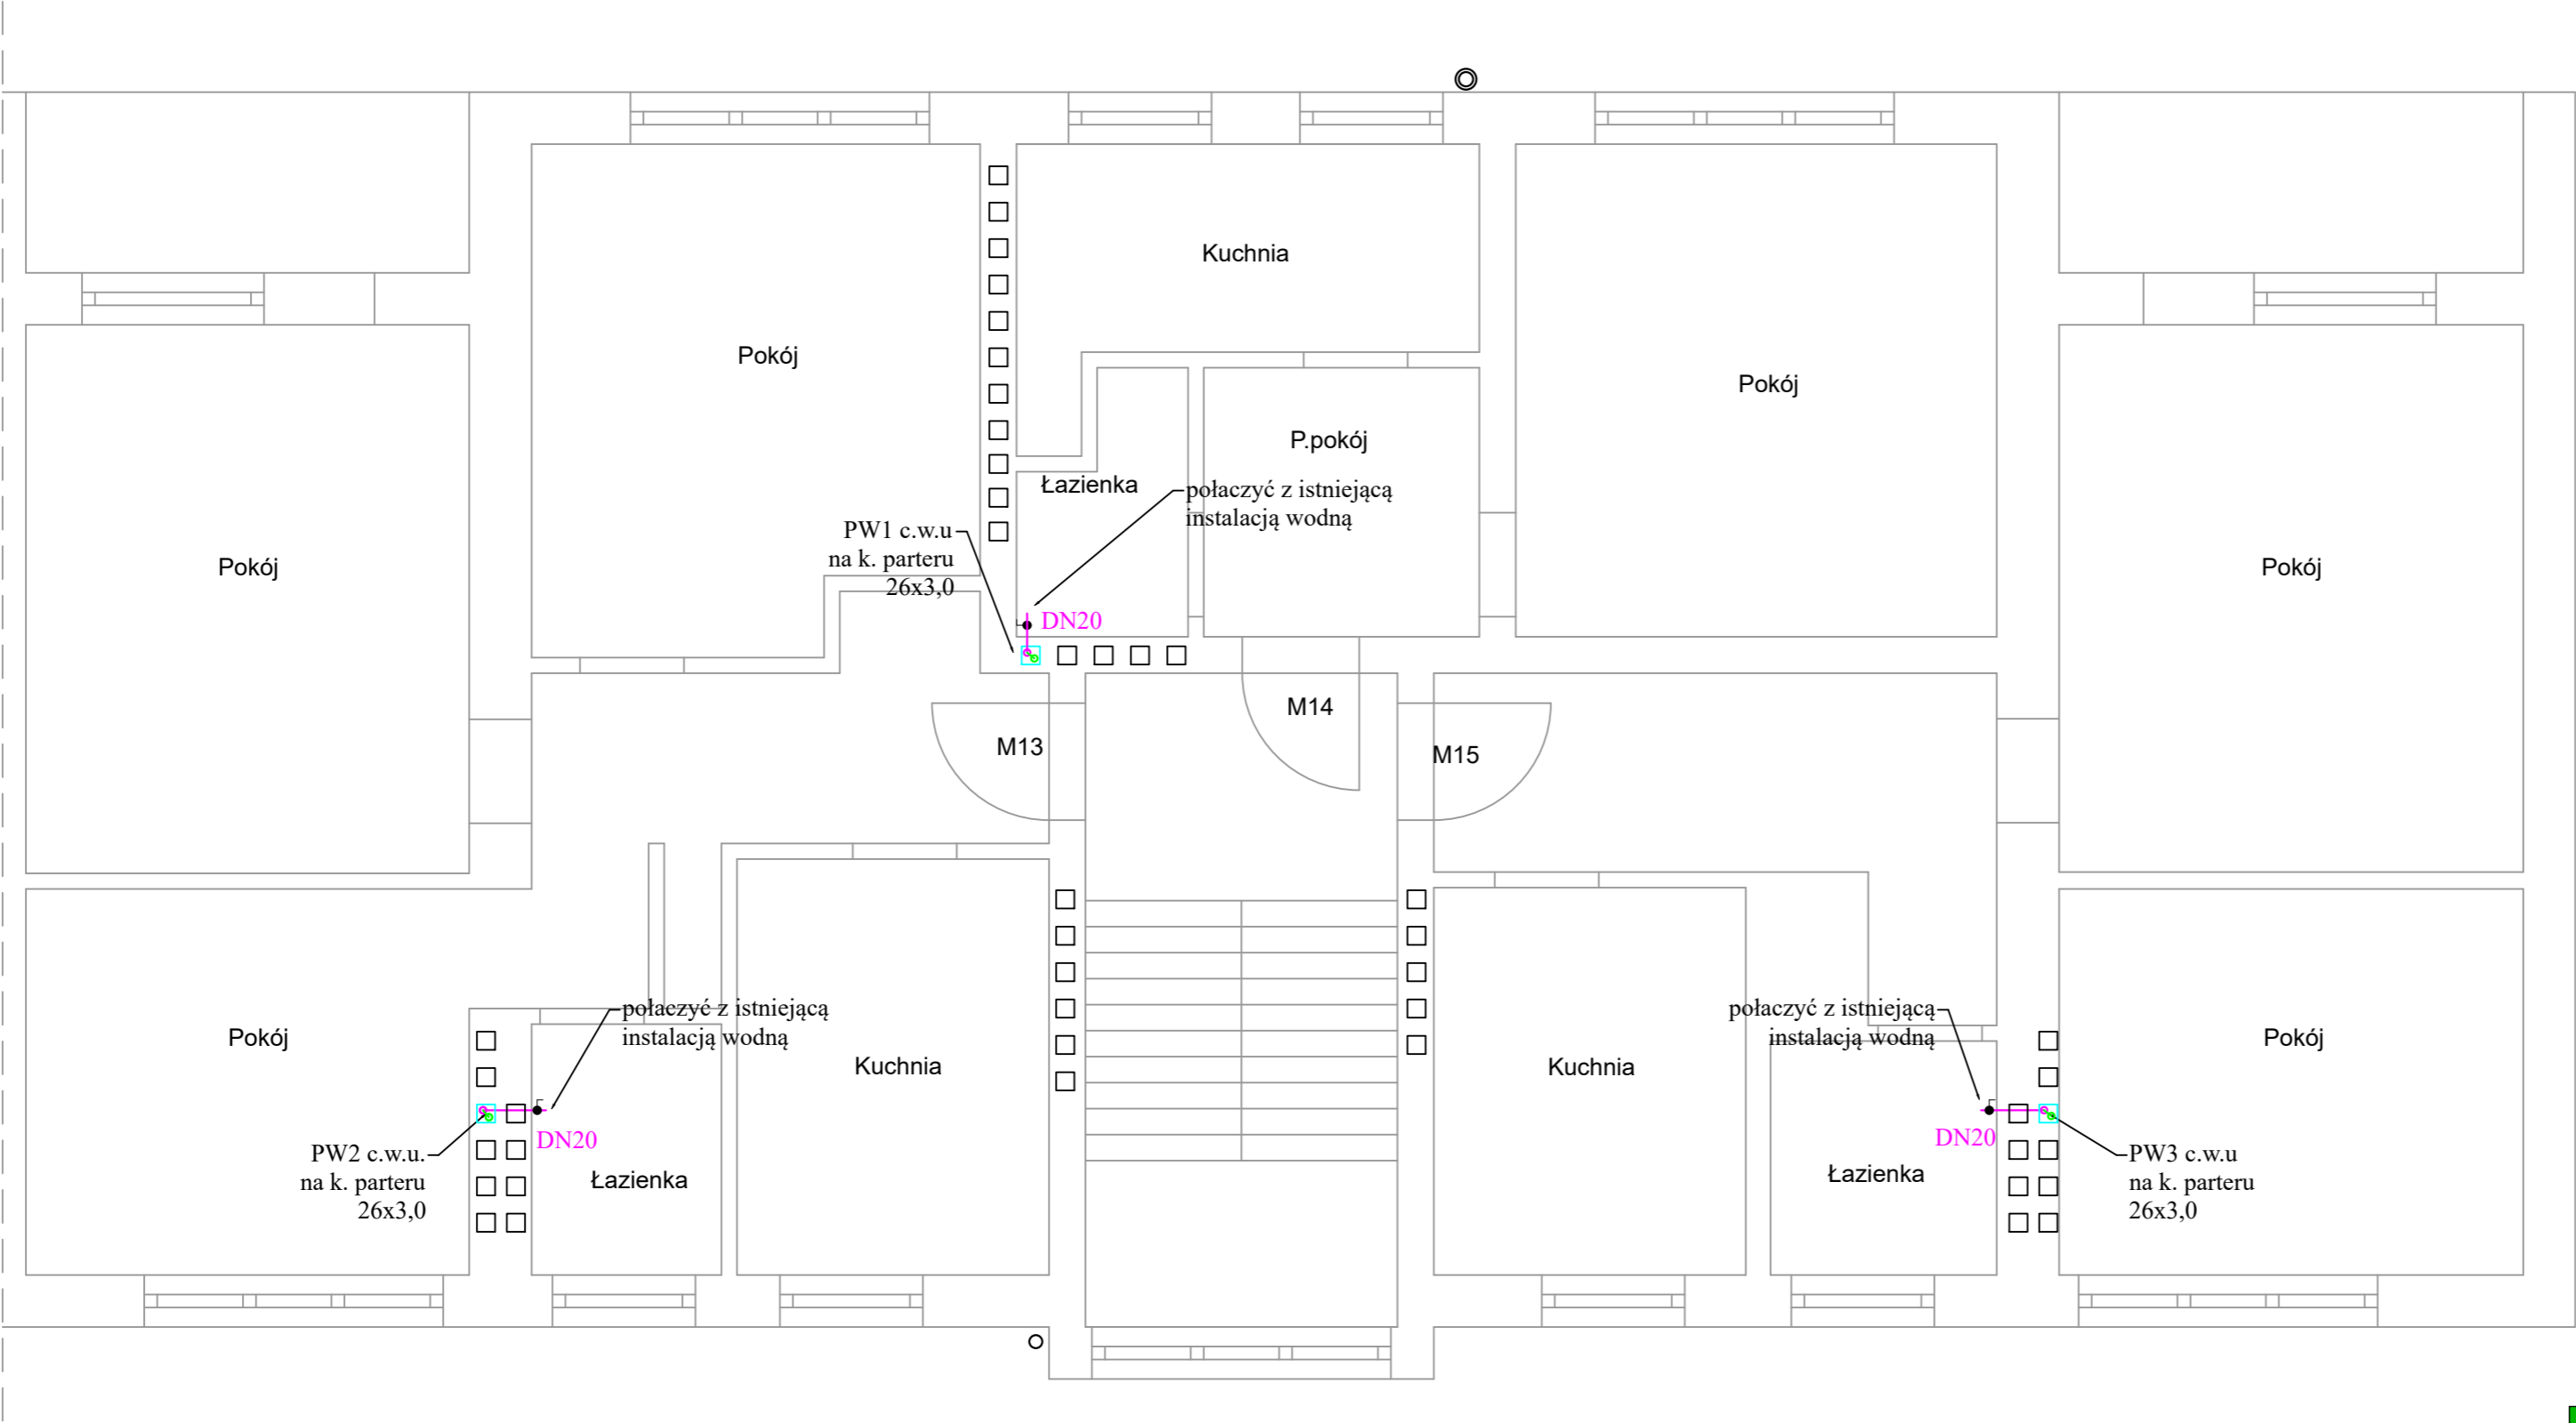 Kuchnia
Pokój
Pokój
P.pokój
Łazienka
połaczyć z istniejącą
instalacją wodną
PW1 c.w.u
na k. parteru
26x3,0
Pokój
Pokój
DN20
M14
M13
M15
połaczyć z istniejącą
instalacją wodną
połaczyć z istniejącą
instalacją wodną
Pokój
Kuchnia
Kuchnia
Pokój
DN20
DN20
PW2 c.w.u.
na k. parteru
26x3,0
Łazienka
Łazienka
PW3 c.w.u
na k. parteru
26x3,0